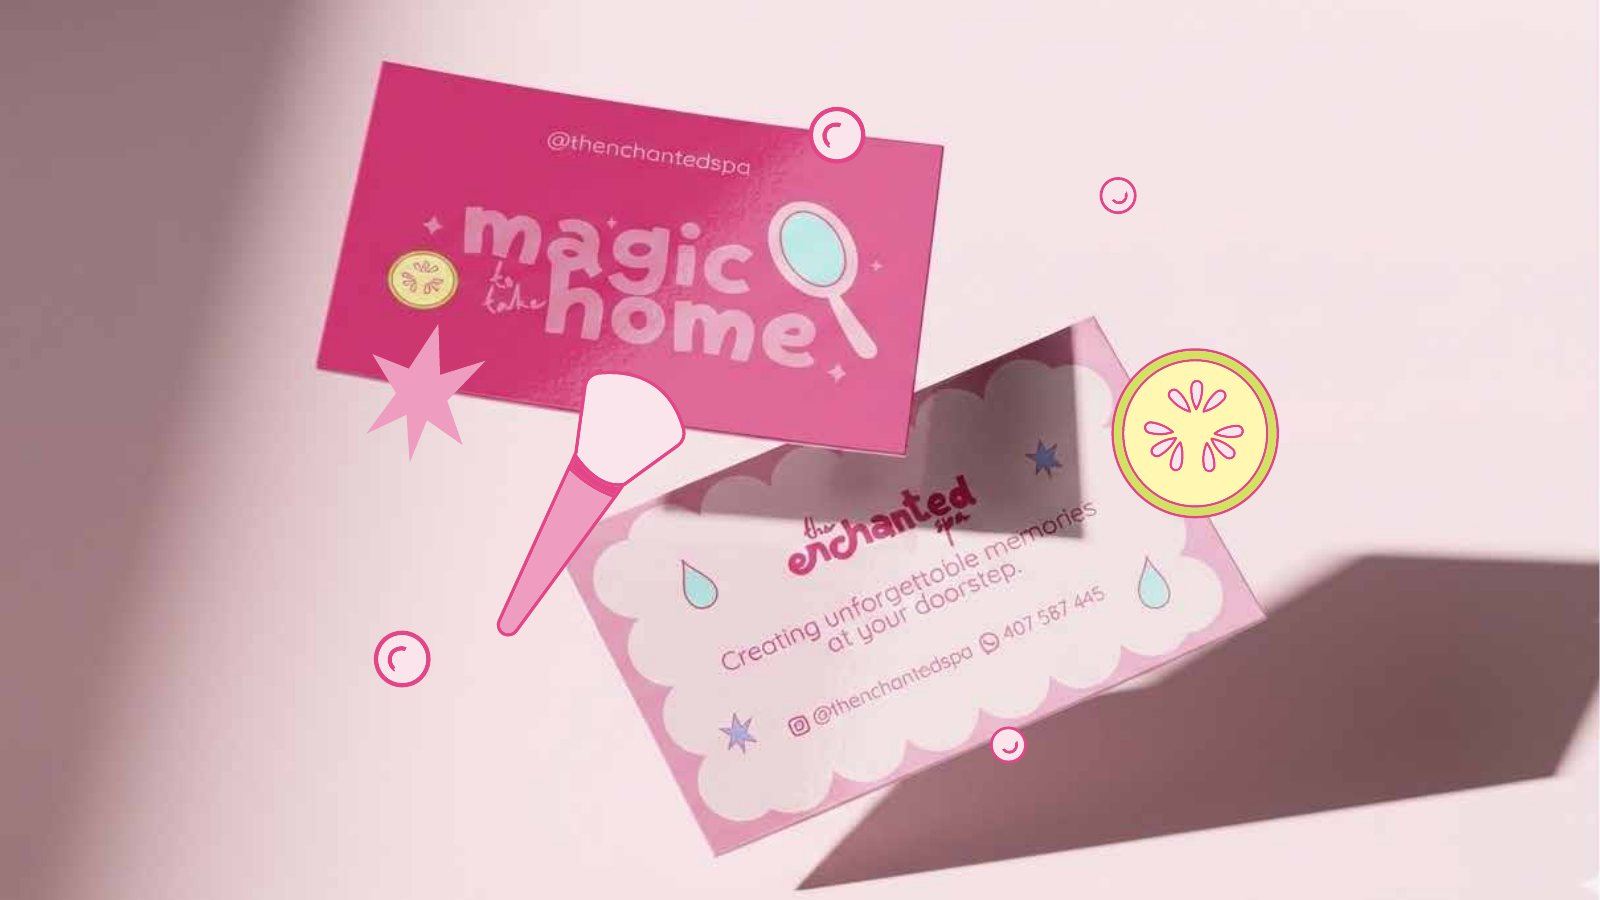 @thenchantedspa
magic
to take
home
the
enchanted
spa
Creating unforgettable memories
at your doorstep.
@thenchantedspa 407 587 445